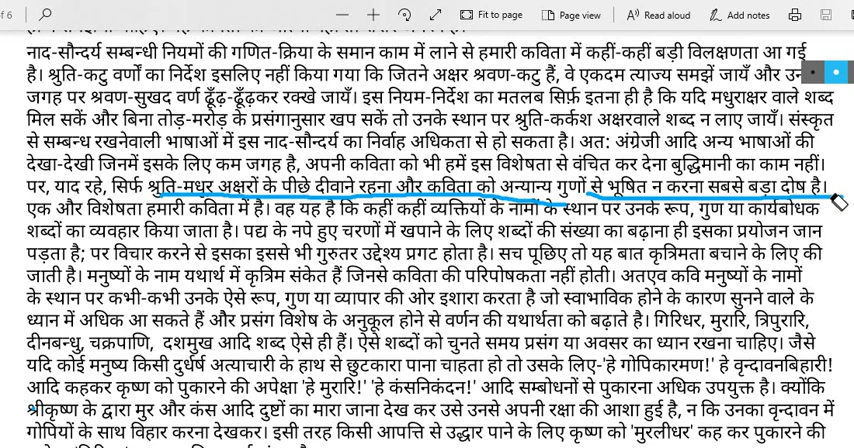 of 6 Fit to page Page view Read aloud Add notes
नाद-सौन्दर्य सम्बन्धी नियमों की गणित-क्रिया के समान काम में लाने से हमारी कविता में कहीं-कहीं बड़ी विलक्षणता आ गई
है। श्रुति-कटु वर्णों का निर्देश इसलिए नहीं किया गया कि जितने अक्षर श्रवण-कटु हैं, वे एकदम त्याज्य समझें जायँ और उन
जगह पर श्रवण-सुखद वर्ण ढूँढ़-ढूँढ़कर रक्खे जायँ। इस नियम-निर्देश का मतलब सिर्फ़ इतना ही है कि यदि मधुराक्षर वाले शब्द
मिल सकें और बिना तोड़-मरोड़ के प्रसंगानुसार खप सकें तो उनके स्थान पर श्रुति-कर्कश अक्षरवाले शब्द न लाए जायँ। संस्कृत
से सम्बन्ध रखनेवाली भाषाओं में इस नाद-सौन्दर्य का निर्वाह अधिकता से हो सकता है। अत: अंग्रेजी आदि अन्य भाषाओं की
देखा-देखी जिनमें इसके लिए कम जगह है, अपनी कविता को भी हमें इस विशेषता से वंचित कर देना बुद्धिमानी का काम नहीं।
पर, याद रहे, सिर्फ श्रुति-मधुर अक्षरों के पीछे दीवाने रहना और कविता को अन्यान्य गुणों से भूषित न करना सबसे बड़ा दोष है।
एक और विशेषता हमारी कविता में है। वह यह है कि कहीं कहीं व्यक्तियों के नामों के स्थान पर उनके रूप, गुण या कार्यबोधक
शब्दों का व्यवहार किया जाता है। पद्य के नपे हुए चरणों में खपाने के लिए शब्दों की संख्या का बढ़ाना ही इसका प्रयोजन जान
पड़ता है; पर विचार करने से इसका इससे भी गुरुतर उद्देश्य प्रगट होता है। सच पूछिए तो यह बात कृत्रिमता बचाने के लिए की
जाती है। मनुष्यों के नाम यथार्थ में कृत्रिम संकेत हैं जिनसे कविता की परिपोषकता नहीं होती। अतएव कवि मनुष्यों के नामों
के स्थान पर कभी-कभी उनके ऐसे रूप, गुण या व्यापार की ओर इशारा करता है जो स्वाभाविक होने के कारण सुनने वाले के
ध्यान में अधिक आ सकते हैं और प्रसंग विशेष के अनुकूल होने से वर्णन की यथार्थता को बढ़ाते है। गिरिधर, मुरारि, त्रिपुरारि,
दीनबन्धु, चक्रपाणि, दशमुख आदि शब्द ऐसे ही हैं। ऐसे शब्दों को चुनते समय प्रसंग या अवसर का ध्यान रखना चाहिए। जैसे
यदि कोई मनुष्य किसी दुर्धर्ष अत्याचारी के हाथ से छुटकारा पाना चाहता हो तो उसके लिए-'हे गोपिकारमण!' हे वृन्दावनबिहारी!
आदि कहकर कृष्ण को पुकारने की अपेक्षा 'हे मुरारि!' 'हे कंसनिकंदन!' आदि सम्बोधनों से पुकारना अधिक उपयुक्त है। क्योंकि
श्रीकृष्ण के द्वारा मुर और कंस आदि दुष्टों का मारा जाना देख कर उसे उनसे अपनी रक्षा की आशा हुई है, न कि उनका वृन्दावन में
गोपियों के साथ विहार करना देखकर। इसी तरह किसी आपत्ति से उद्धार पाने के लिए कृष्ण को 'मुरलीधर' कह कर पुकारने की